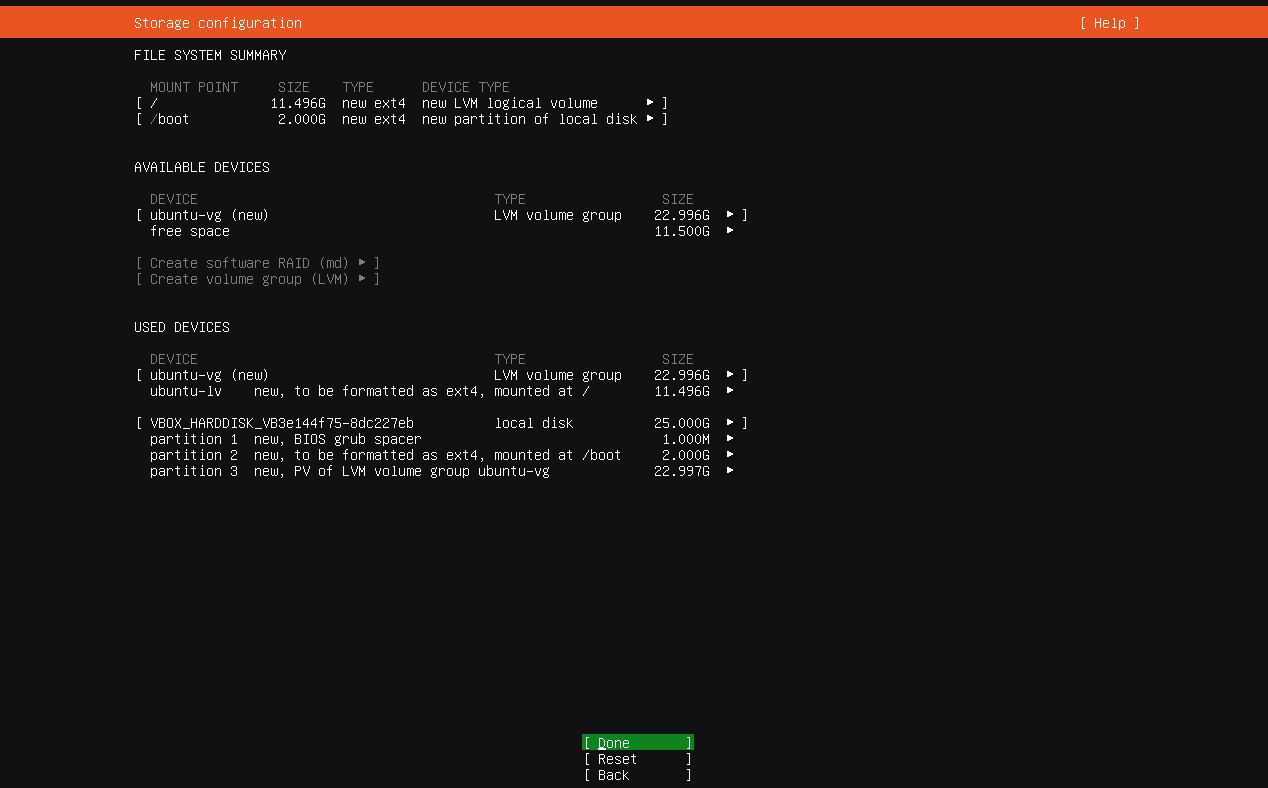 Storage configuration [ Help ]
FILE SYSTEM SUMMARY
MOUNT POINT SIZE TYPE DEVICE TYPE
[ / 11.496G new ext4 new LVM logical volume ▸ ]
[ /boot 2.000G new ext4 new partition of local disk ▸ ]
AVAILABLE DEVICES
DEVICE TYPE SIZE
[ ubuntu-vg (new) LVM volume group 22.996G ▸ ]
free space 11.500G ▸
[ Create software RAID (md) ▸ ]
[ Create volume group (LVM) ▸ ]
USED DEVICES
DEVICE TYPE SIZE
[ ubuntu-vg (new) LVM volume group 22.996G ▸ ]
ubuntu-lv new, to be formatted as ext4, mounted at / 11.496G ▸
[ VBOX_HARDDISK_VB3e144f75-8dc227eb local disk 25.000G ▸ ]
partition 1 new, BIOS grub spacer 1.000M ▸
partition 2 new, to be formatted as ext4, mounted at /boot 2.000G ▸
partition 3 new, PV of LVM volume group ubuntu-vg 22.997G ▸
[ Done ]
[ Reset ]
[ Back ]